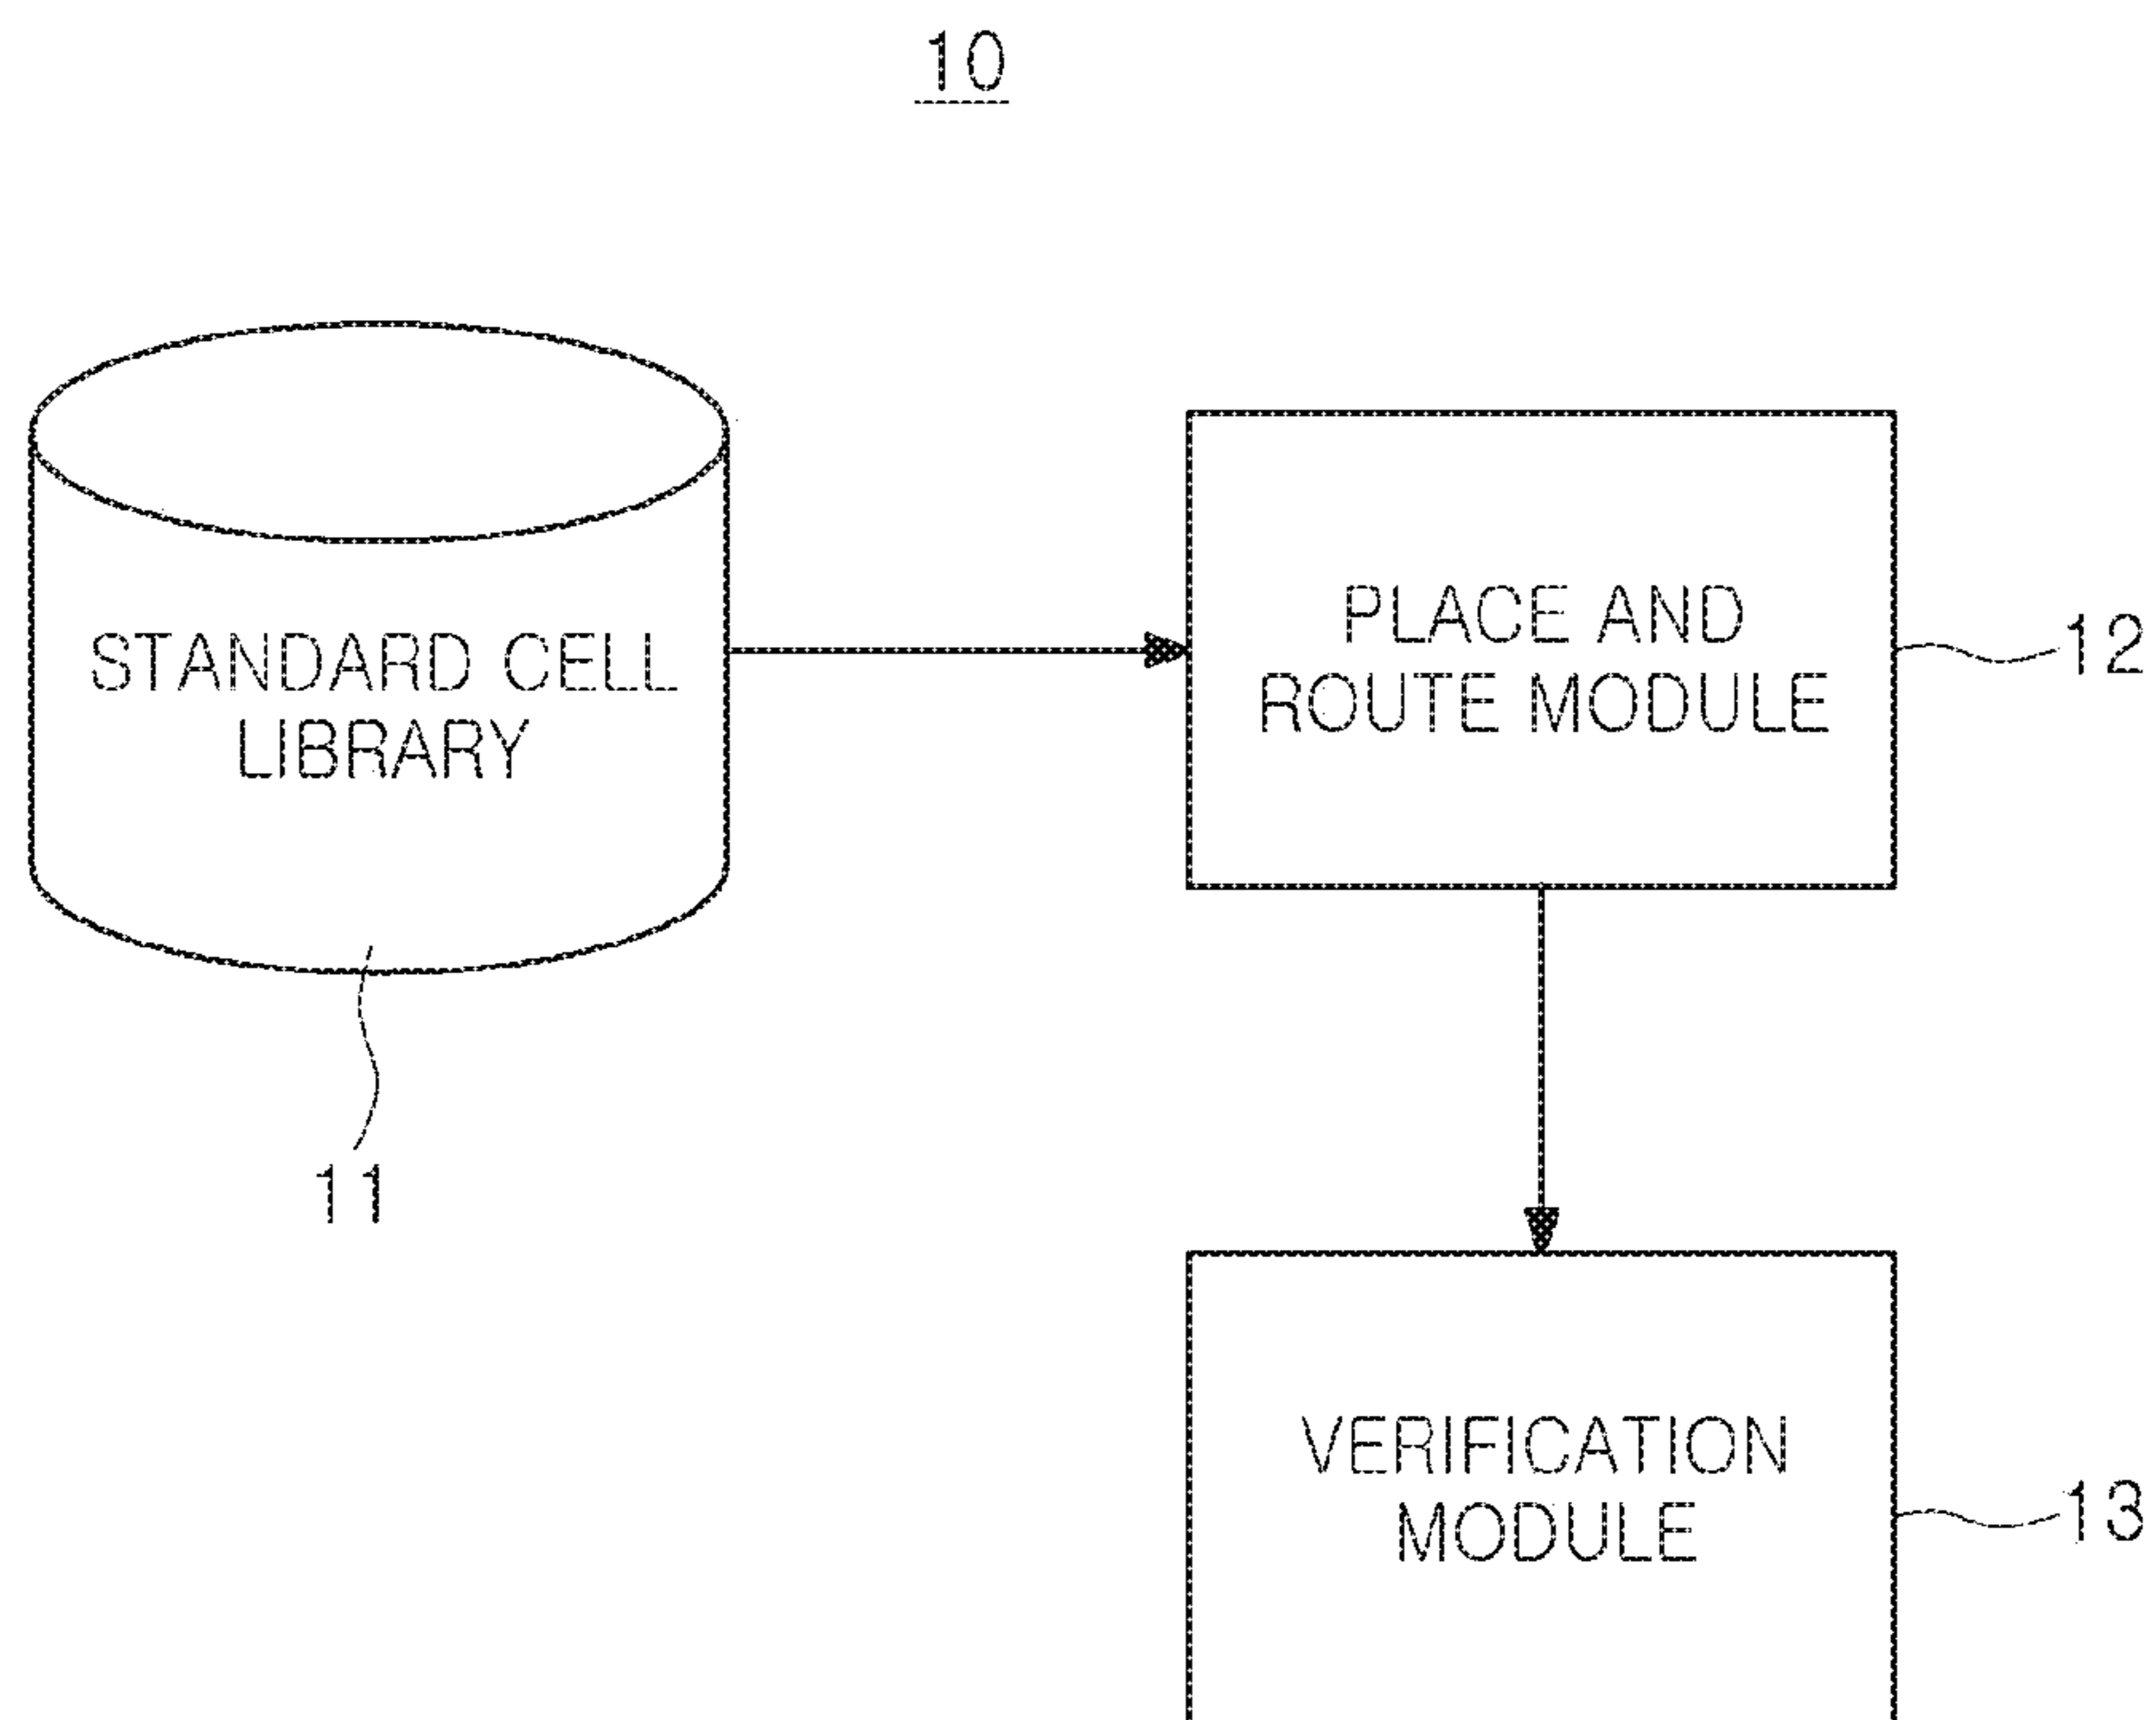 10
STANDARD CELL
LIBRARY
11
PLACE AND
ROUTE MODULE
12
VERIFICATION
MODULE
13